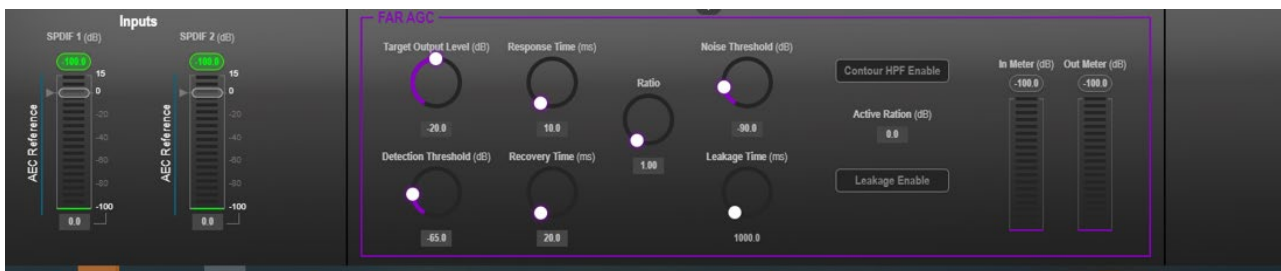 Inputs
SPDIF 1 (dB)
SPDIF 2 (dB)
-100.0
-100.0
15
0
-20
-40
-60
-80
-100
15
0
-20
-40
-60
-80
-100
AEC Reference
AEC Reference
0.0
0.0
FAR AGC
Target Output Level (dB)
Response Time (ms)
Noise Threshold (dB)
-20.0
10.0
Ratio
1.00
-90.0
Detection Threshold (dB)
Recovery Time (ms)
Leakage Time (ms)
-65.0
20.0
1000.0
Contour HPF Enable
Active Ration (dB)
0.0
Leakage Enable
In Meter (dB)
Out Meter (dB)
-100.0
-100.0